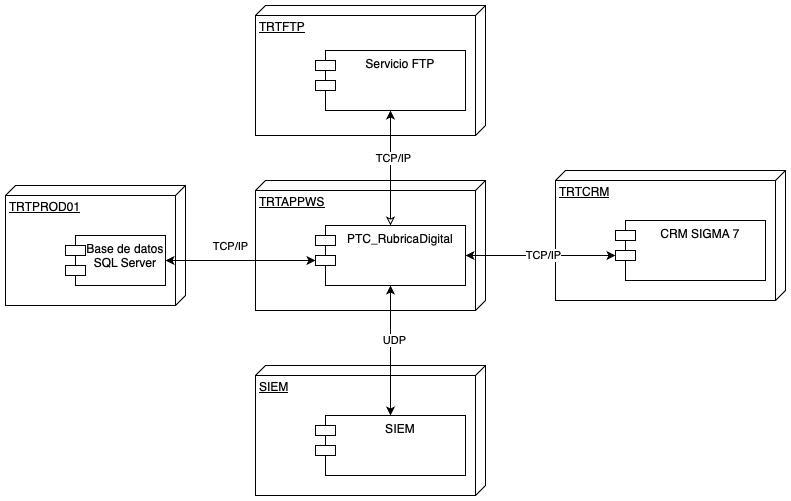 TRTFTP
Servicio FTP
TCP/IP
TRTPROD01
Base de datos
SQL Server
TCP/IP
TRTAPPWS
PTC_RubricaDigital
TCP/IP
TRTCRM
CRM SIGMA 7
UDP
SIEM
SIEM